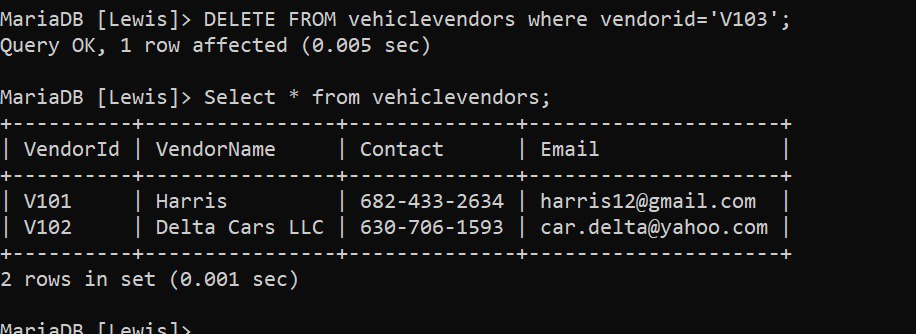 MariaDB [Lewis]> DELETE FROM vehiclevendors where vendorid='V103';
Query OK, 1 row affected (0.005 sec)
MariaDB [Lewis]> Select * from vehiclevendors;
+----------+----------------+--------------+---------------------+
| VendorId | VendorName     | Contact      | Email               |
+----------+----------------+--------------+---------------------+
| V101     | Harris         | 682-433-2634 | harris12@gmail.com  |
| V102     | Delta Cars LLC | 630-706-1593 | car.delta@yahoo.com |
+----------+----------------+--------------+---------------------+
2 rows in set (0.001 sec)
MariaDB [Lewis]>